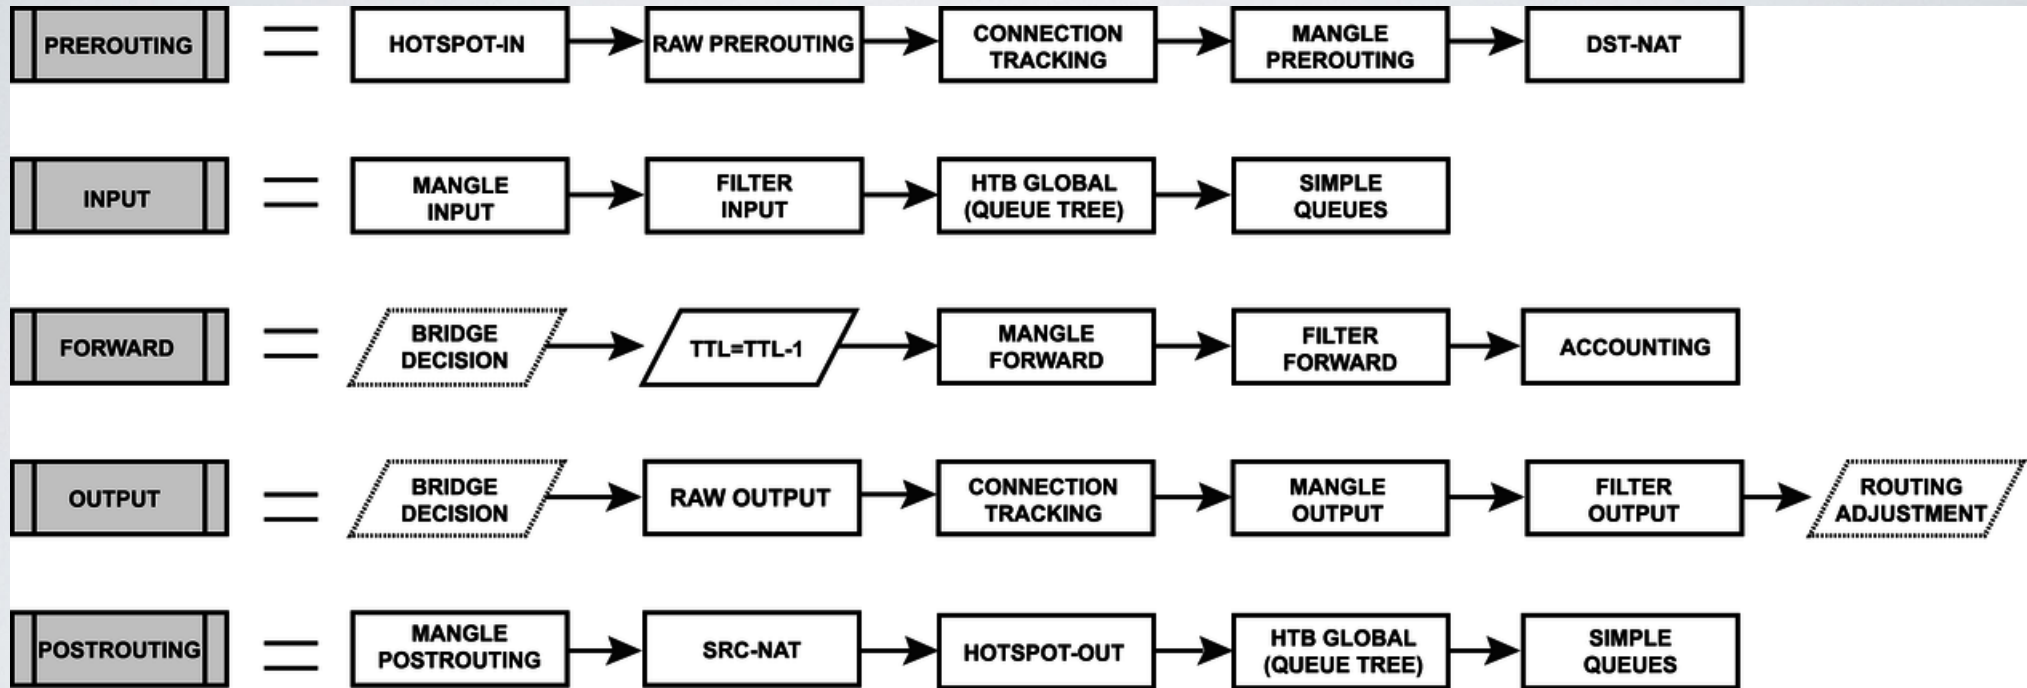 PREROUTING
HOTSPOT-IN
RAW PREROUTING
CONNECTION
TRACKING
MANGLE
PREROUTING
DST-NAT
INPUT
MANGLE
INPUT
FILTER
INPUT
HTB GLOBAL
(QUEUE TREE)
SIMPLE
QUEUES
FORWARD
BRIDGE
DECISION
TTL=TTL-1
MANGLE
FORWARD
FILTER
FORWARD
ACCOUNTING
OUTPUT
BRIDGE
DECISION
RAW OUTPUT
CONNECTION
TRACKING
MANGLE
OUTPUT
FILTER
OUTPUT
ROUTING
ADJUSTMENT
POSTROUTING
MANGLE
POSTROUTING
SRC-NAT
HOTSPOT-OUT
HTB GLOBAL
(QUEUE TREE)
SIMPLE
QUEUES